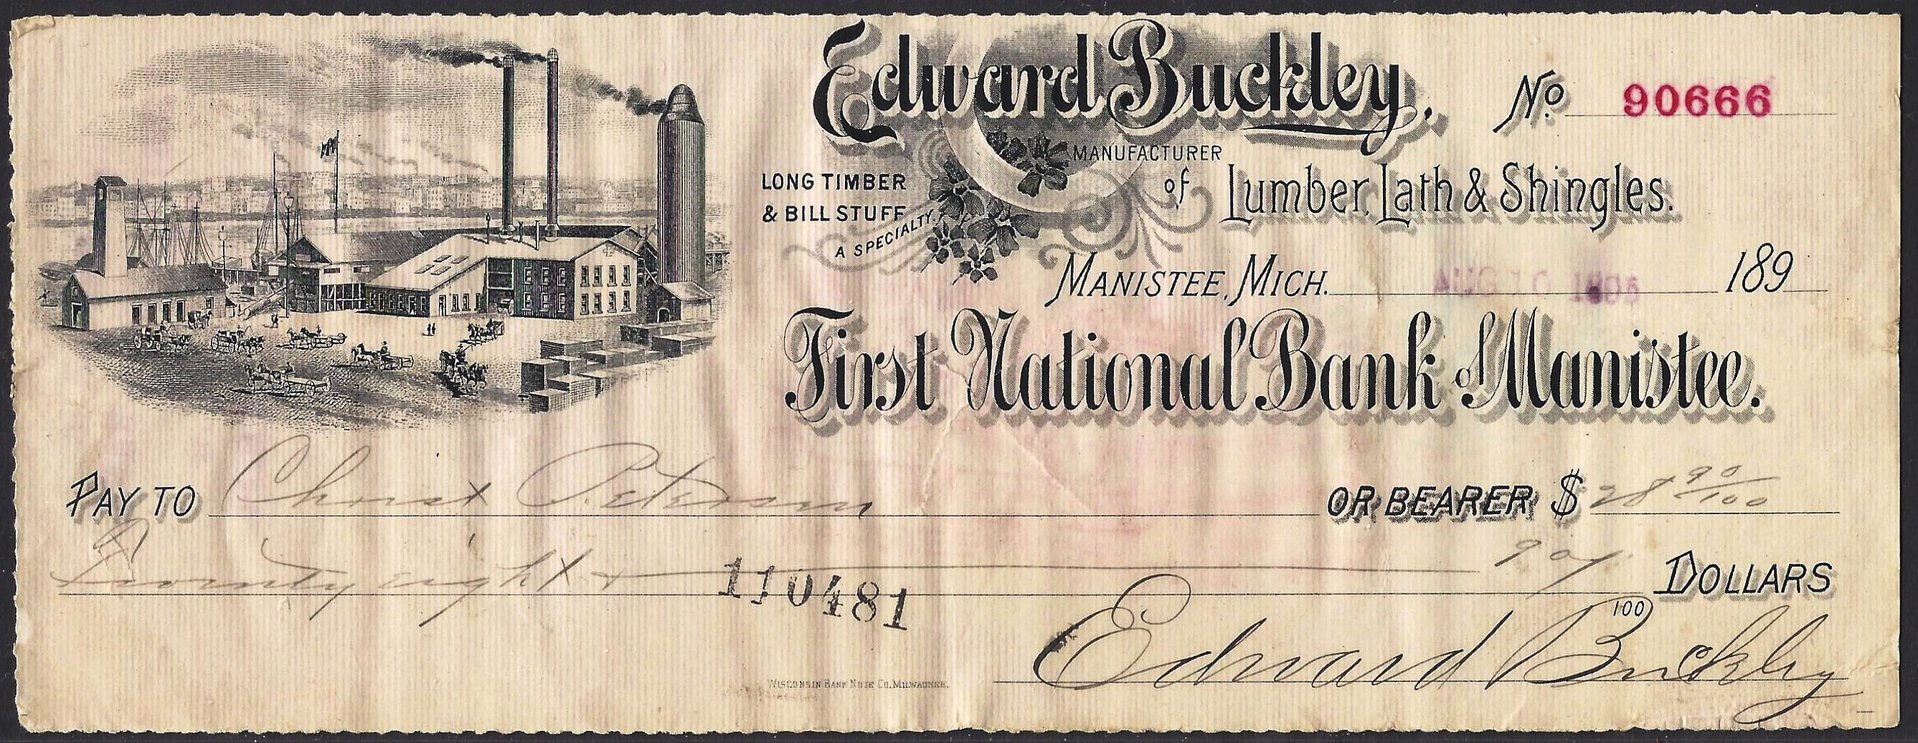 Edward Buckley.
No. 90666
MANUFACTURER
of Lumber, Lath & Shingles.
LONG TIMBER
& BILL STUFF
A SPECIALTY.
MANISTEE, MICH. 189
First National Bank of Manistee.
PAY TO Christ Peterson OR BEARER $ 28 90/100
Twenty eight + 90/100 DOLLARS
110481
Edward Buckley
WISCONSIN BANK NOTE CO. MILWAUKEE.